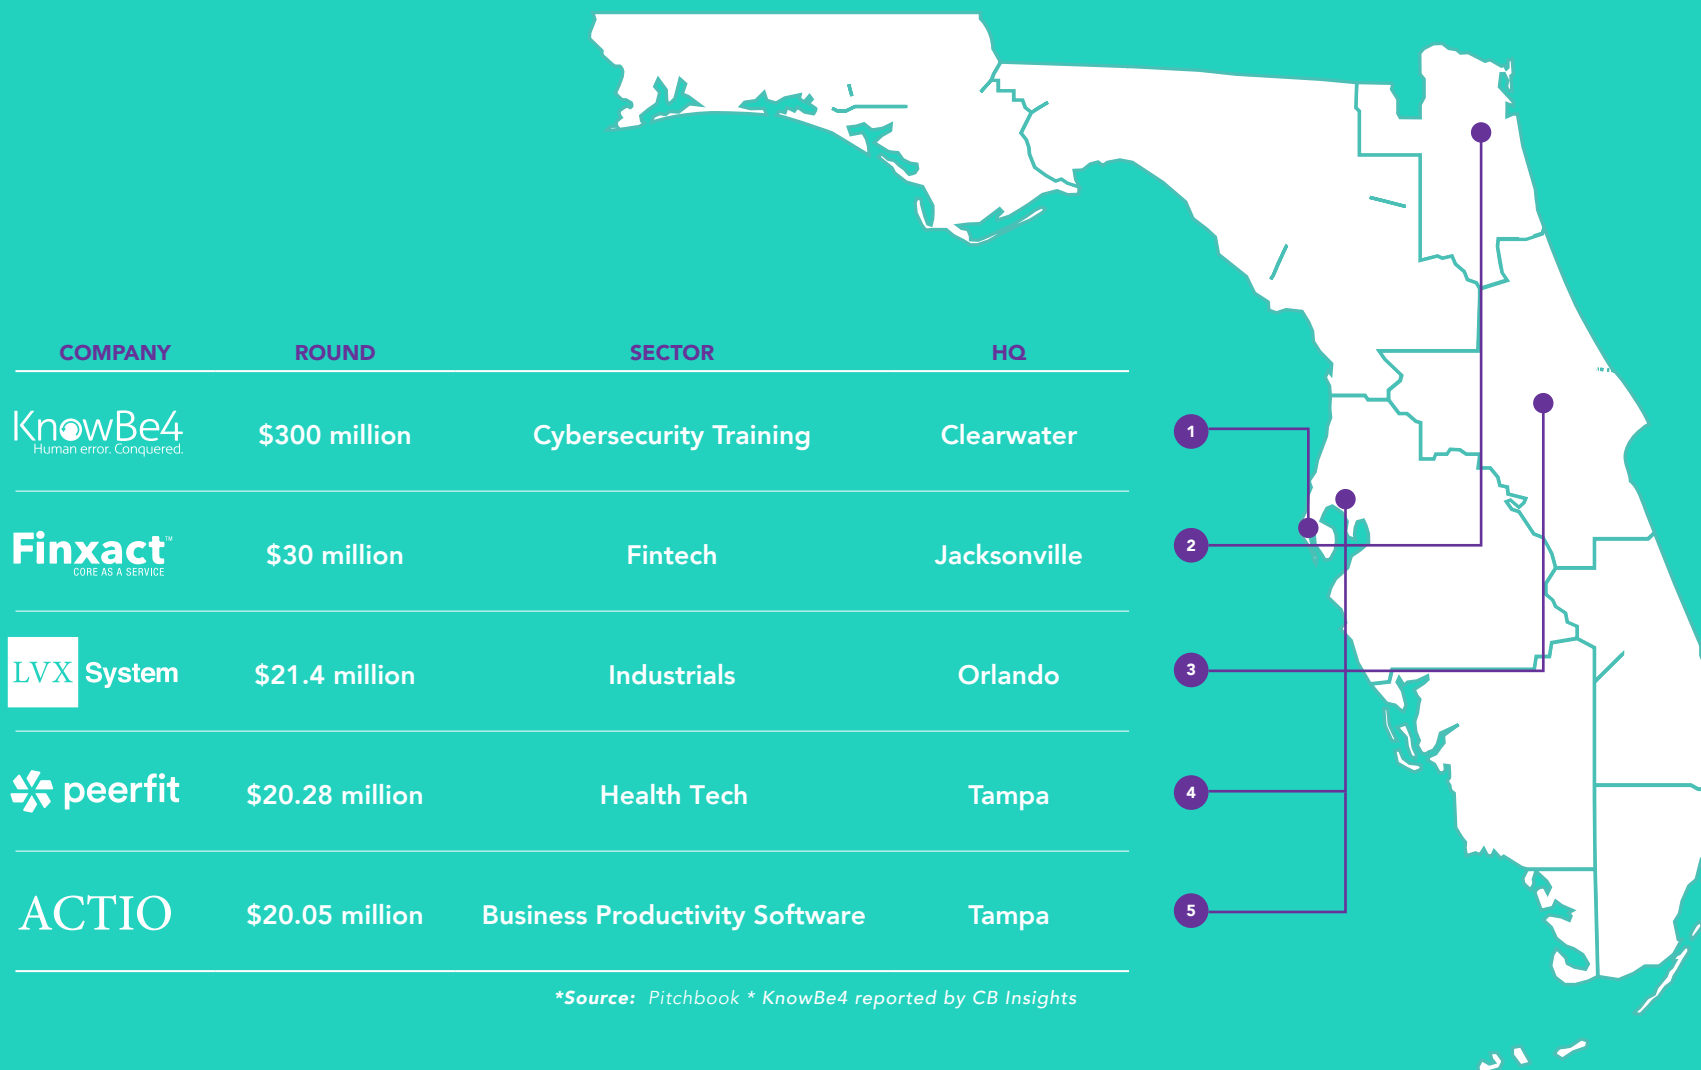 COMPANY ROUND SECTOR HQ
KnowBe4
Human error. Conquered.
$300 million Cybersecurity Training Clearwater 1
Finxact™
CORE AS A SERVICE
$30 million Fintech Jacksonville 2
LVX System $21.4 million Industrials Orlando 3
peerfit $20.28 million Health Tech Tampa 4
ACTIO $20.05 million Business Productivity Software Tampa 5
*Source: Pitchbook * KnowBe4 reported by CB Insights